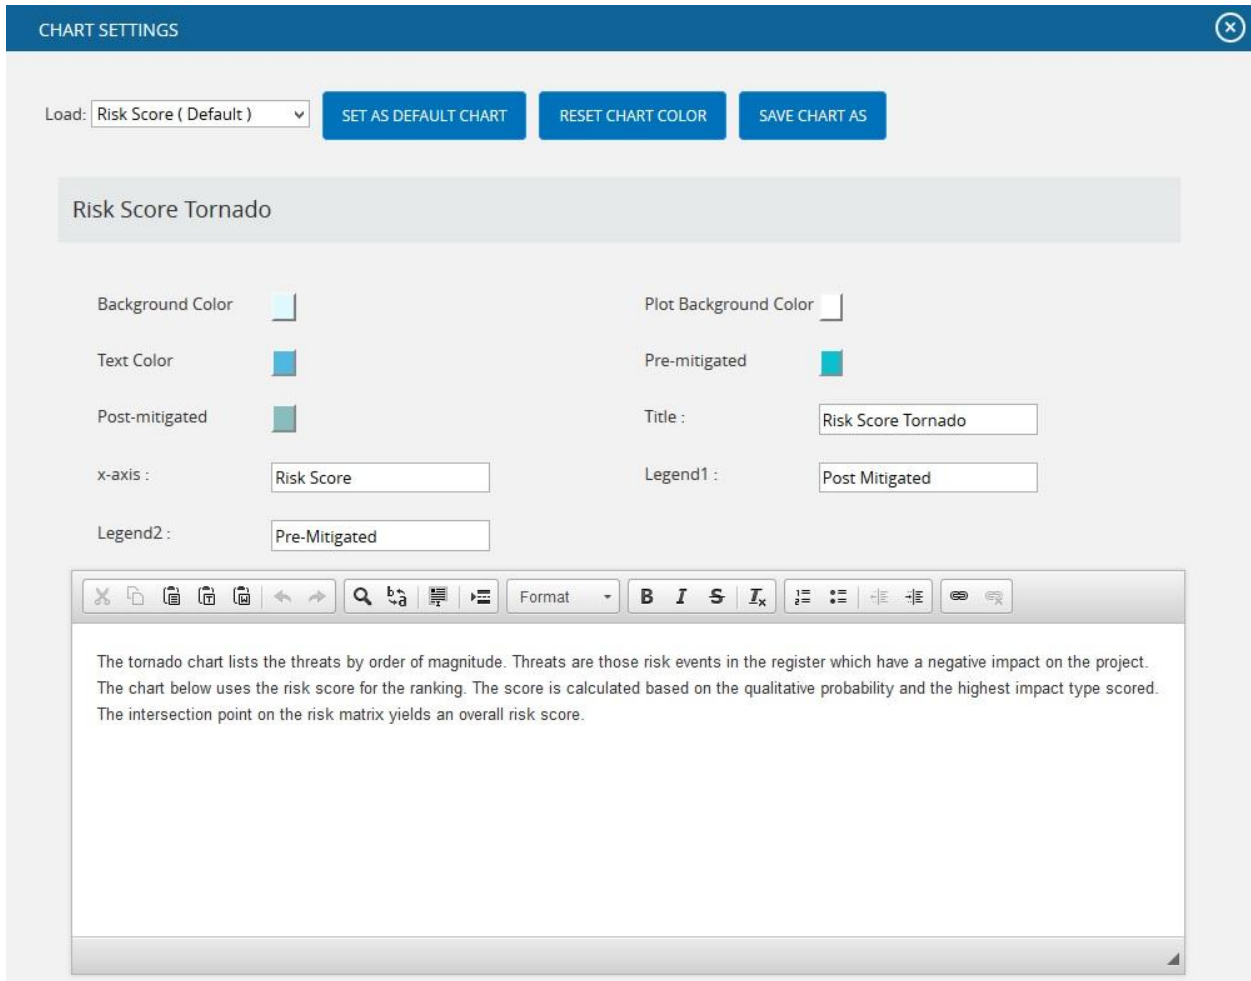 CHART SETTINGS
Load: Risk Score ( Default ) SET AS DEFAULT CHART RESET CHART COLOR SAVE CHART AS
Risk Score Tornado
Background Color Plot Background Color
Text Color Pre-mitigated
Post-mitigated Title : Risk Score Tornado
x-axis : Risk Score Legend1 : Post Mitigated
Legend2 : Pre-Mitigated
Format B I S Ix
The tornado chart lists the threats by order of magnitude. Threats are those risk events in the register which have a negative impact on the project.
The chart below uses the risk score for the ranking. The score is calculated based on the qualitative probability and the highest impact type scored.
The intersection point on the risk matrix yields an overall risk score.